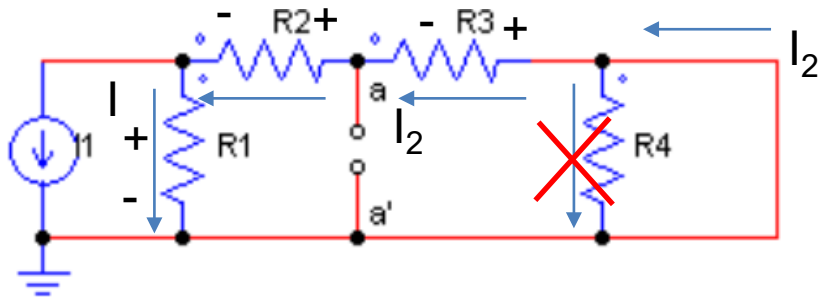 - R2 + - R3 +
I₂
I a I₂
+
I1 R1 R4
- a'